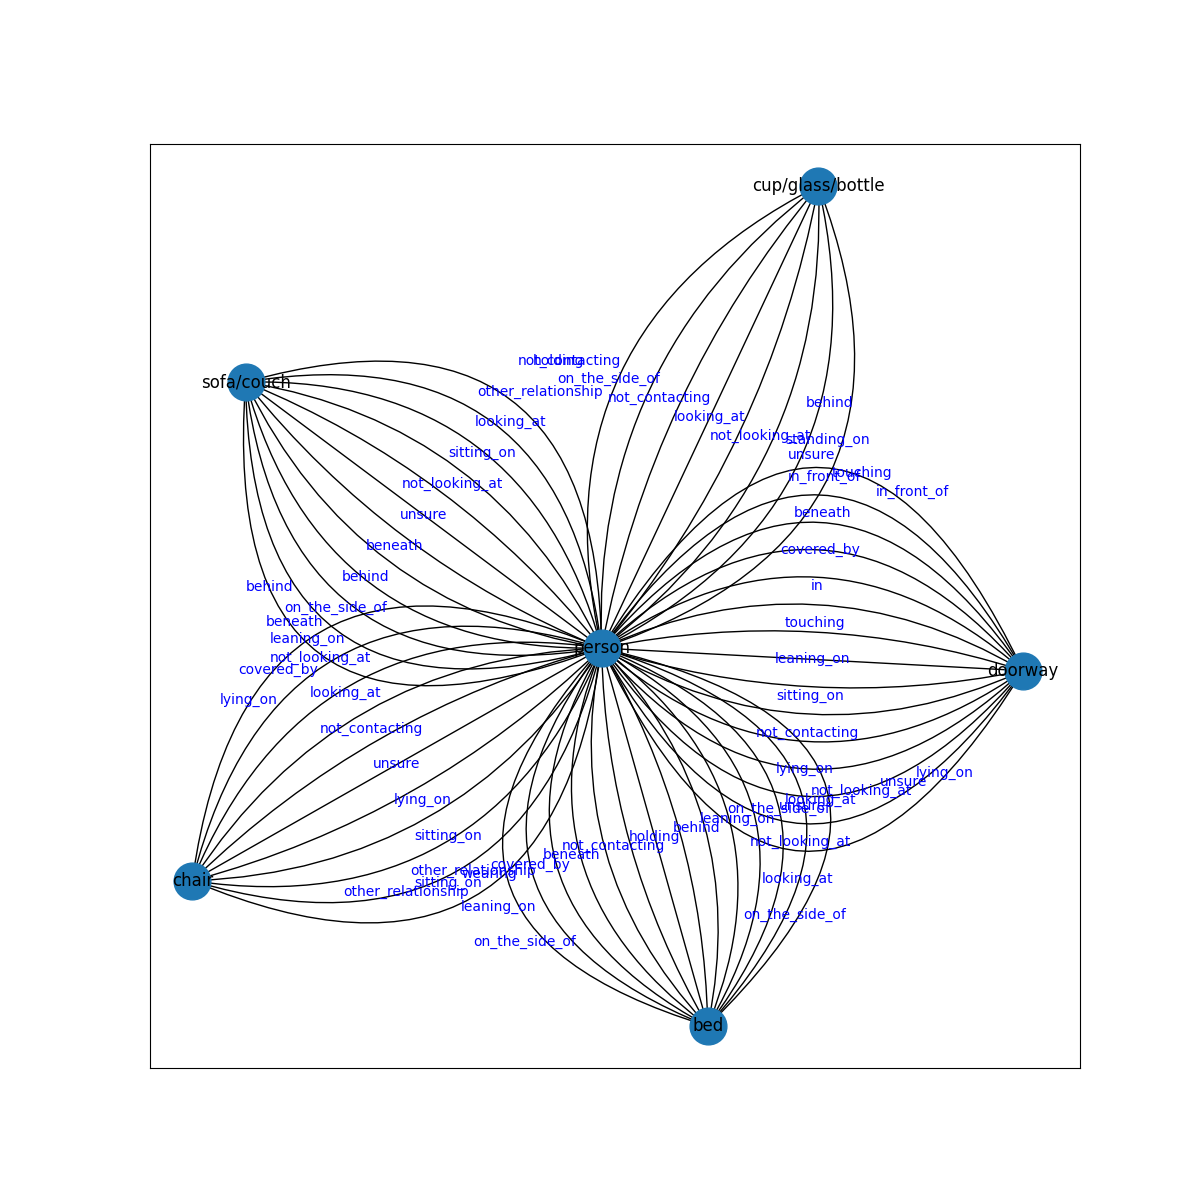 cup/glass/bottle
not_contacting
holding
on_the_side_of
sofa/couch
other_relationship
not_contacting
behind
looking_at
looking_at
not_looking_at
standing_on
sitting_on
unsure
touching
in_front_of
not_looking_at
in_front_of
unsure
beneath
beneath
covered_by
behind
behind
in
on_the_side_of
beneath
touching
leaning_on
person
not_looking_at
leaning_on
covered_by
doorway
looking_at
sitting_on
lying_on
not_contacting
not_contacting
unsure
lying_on
lying_on
unsure
not_looking_at
lying_on
looking_at
unsure
on_the_side_of
leaning_on
behind
sitting_on
holding
not_looking_at
not_contacting
beneath
covered_by
other_relationship
wearing
looking_at
chair
sitting_on
other_relationship
leaning_on
on_the_side_of
on_the_side_of
bed